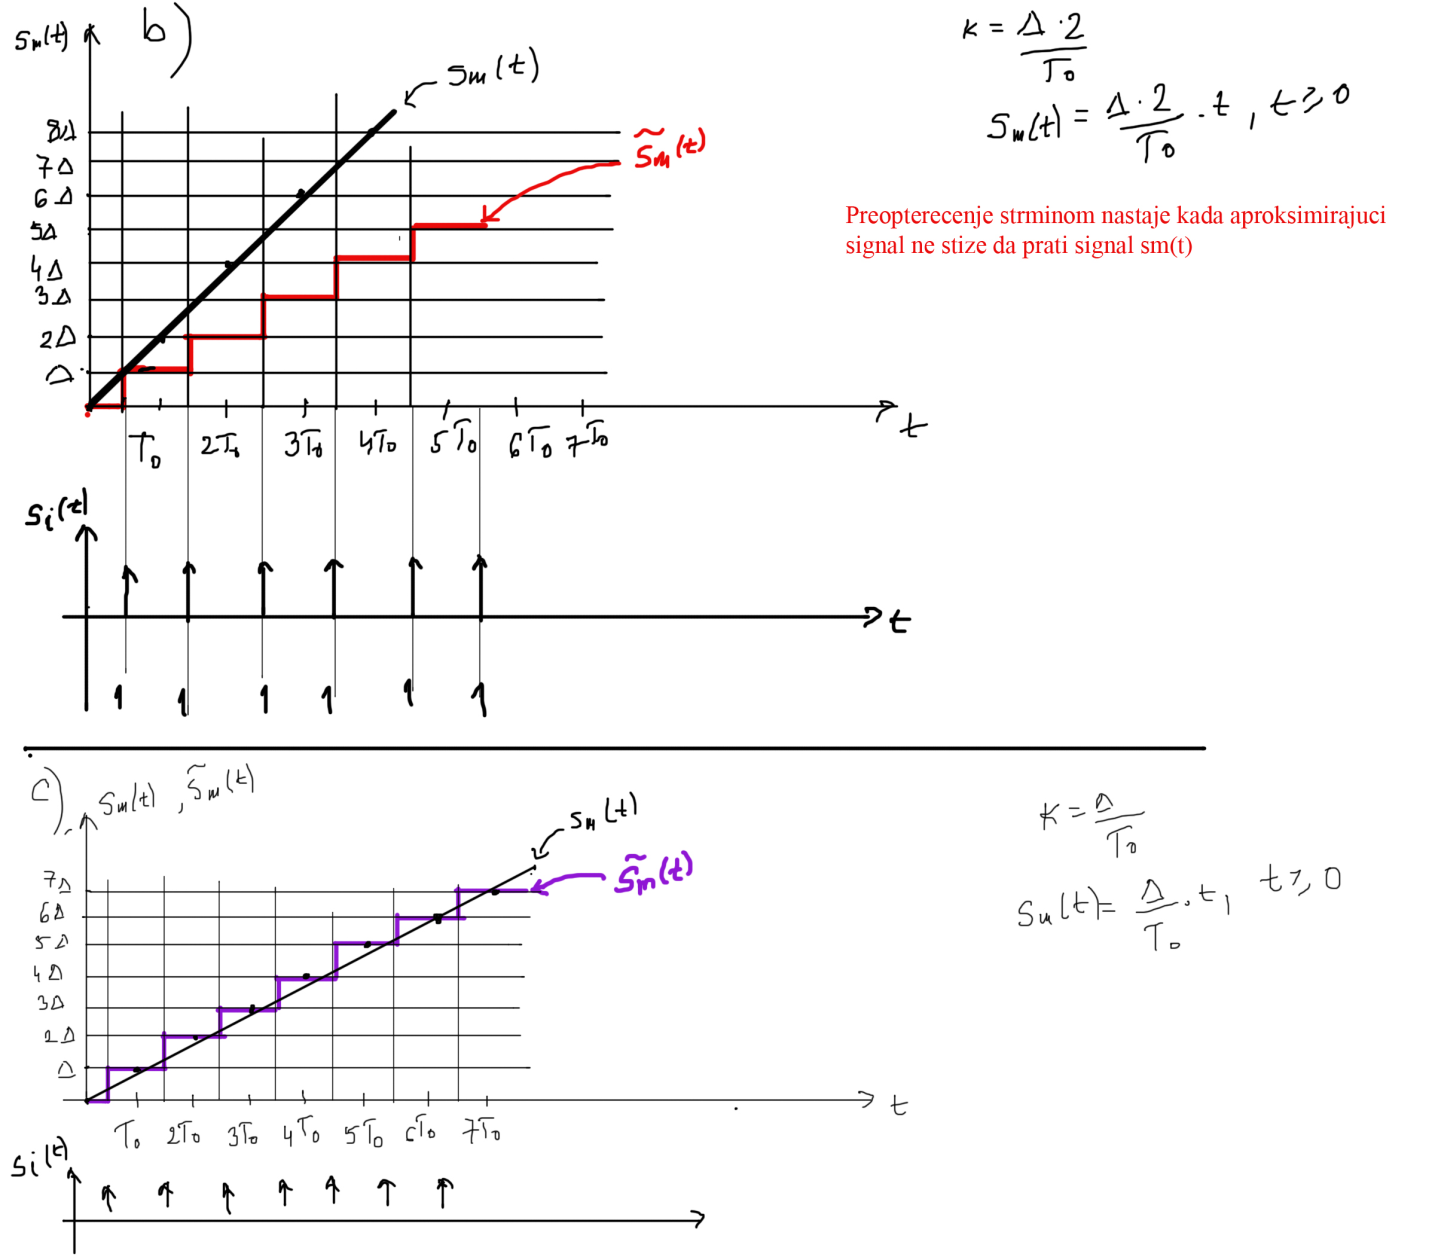 b)
Sm(t)
Sm(t)
S̃m(t)
8Δ
7Δ
6Δ
5Δ
4Δ
3Δ
2Δ
Δ
T₀ 2T₀ 3T₀ 4T₀ 5T₀ 6T₀ 7T₀
t
K = Δ·2/T₀
Sm(t) = Δ·2/T₀ · t , t ≥ 0
Preopterecenje strminom nastaje kada aproksimirajuci
signal ne stize da prati signal sm(t)
Si(t)
t
1 1 1 1 1 1
c)
Sm(t) , S̃m(t)
Sm(t)
S̃m(t)
7Δ
6Δ
5Δ
4Δ
3Δ
2Δ
Δ
T₀ 2T₀ 3T₀ 4T₀ 5T₀ 6T₀ 7T₀
t
K = Δ/T₀
Sm(t) = Δ/T₀ · t , t ≥ 0
Si(t)